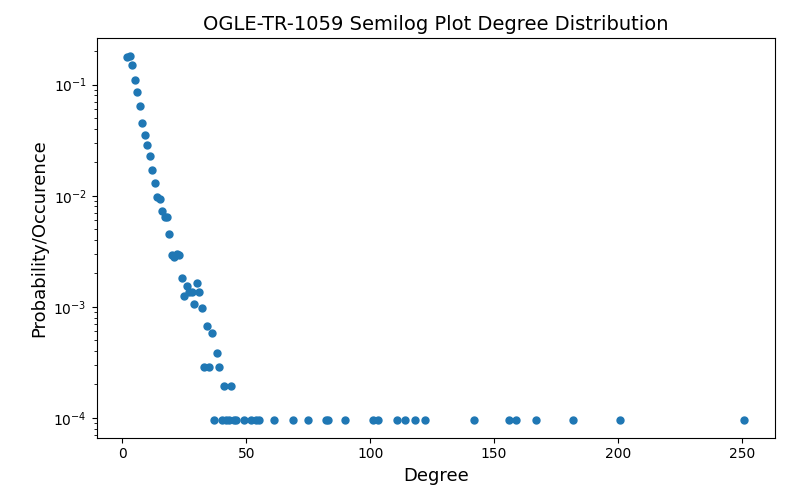 OGLE-TR-1059 Semilog Plot Degree Distribution
Probability/Occurence
10⁻¹
10⁻²
10⁻³
10⁻⁴
0 50 100 150 200 250
Degree